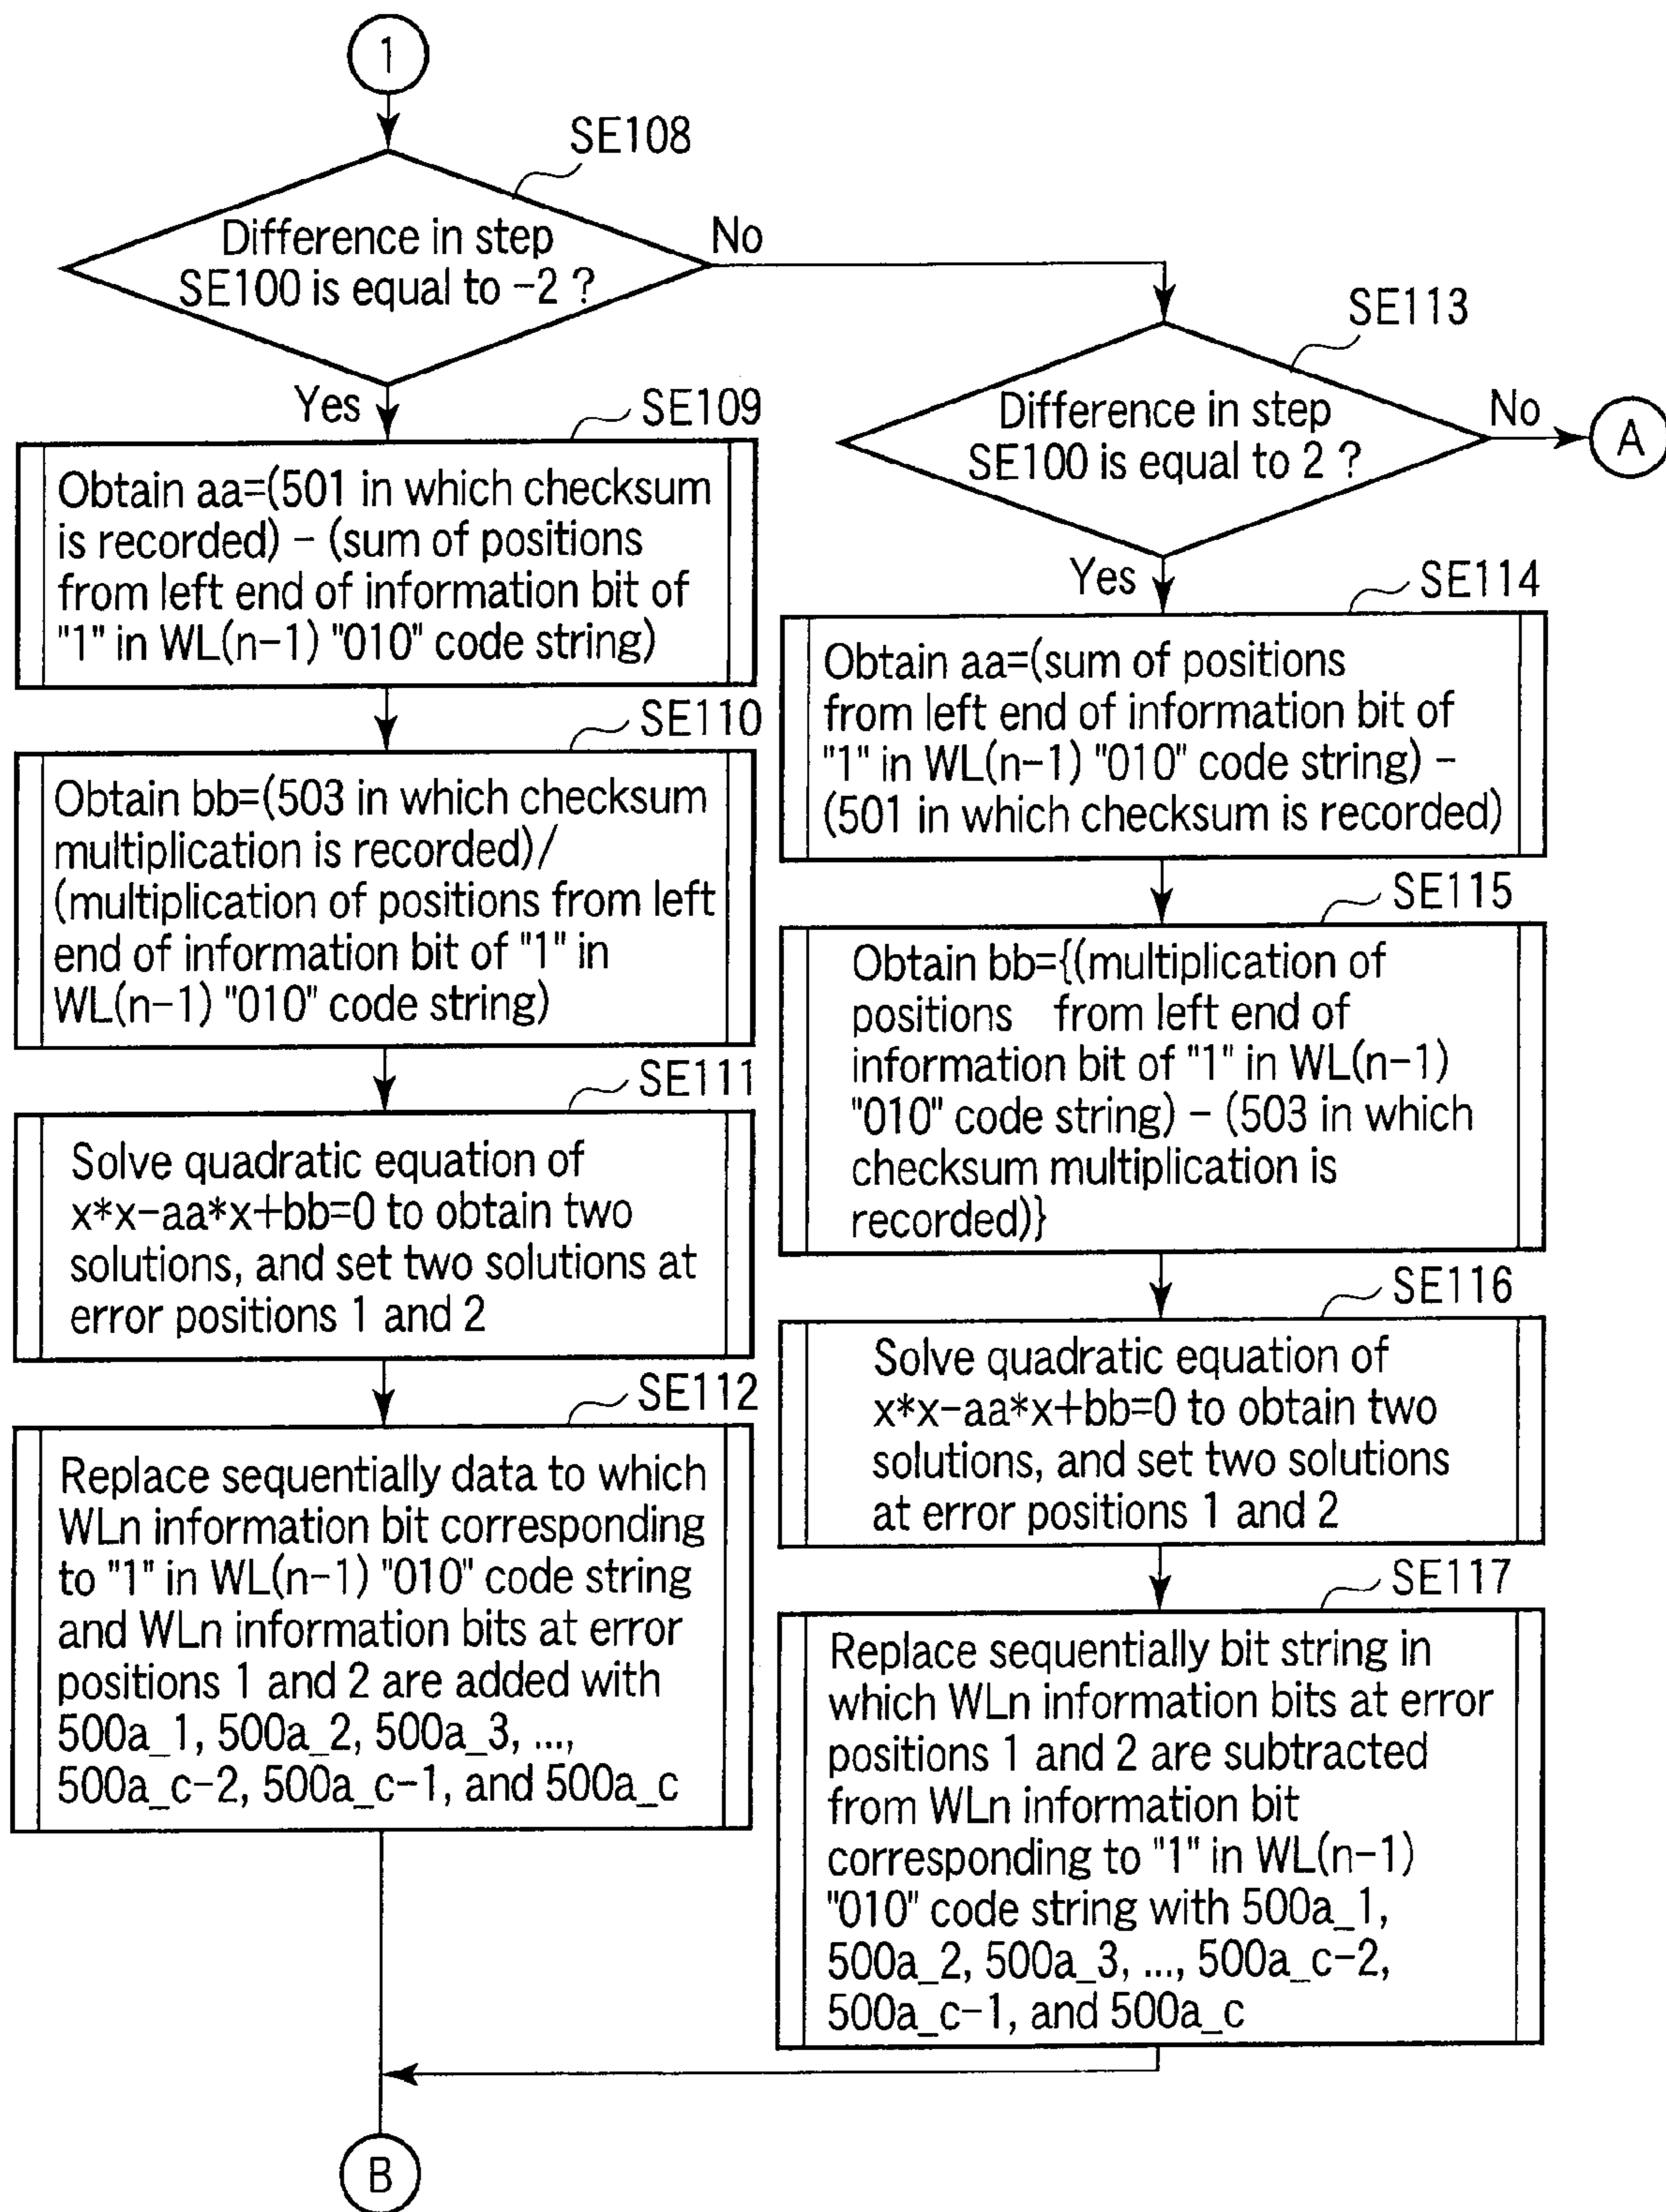 1
SE108
Difference in step
SE100 is equal to -2 ?
No
Yes
SE109
Obtain aa=(501 in which checksum
is recorded) - (sum of positions
from left end of information bit of
"1" in WL(n-1) "010" code string)
SE110
Obtain bb=(503 in which checksum
multiplication is recorded)/
(multiplication of positions from left
end of information bit of "1" in
WL(n-1) "010" code string)
SE111
Solve quadratic equation of
x*x-aa*x+bb=0 to obtain two
solutions, and set two solutions at
error positions 1 and 2
SE112
Replace sequentially data to which
WLn information bit corresponding
to "1" in WL(n-1) "010" code string
and WLn information bits at error
positions 1 and 2 are added with
500a_1, 500a_2, 500a_3, ...,
500a_c-2, 500a_c-1, and 500a_c
SE113
Difference in step
SE100 is equal to 2 ?
No
A
Yes
SE114
Obtain aa=(sum of positions
from left end of information bit of
"1" in WL(n-1) "010" code string) -
(501 in which checksum is recorded)
SE115
Obtain bb={(multiplication of
positions from left end of
information bit of "1" in WL(n-1)
"010" code string) - (503 in which
checksum multiplication is
recorded)}
SE116
Solve quadratic equation of
x*x-aa*x+bb=0 to obtain two
solutions, and set two solutions
at error positions 1 and 2
SE117
Replace sequentially bit string in
which WLn information bits at error
positions 1 and 2 are subtracted
from WLn information bit
corresponding to "1" in WL(n-1)
"010" code string with 500a_1,
500a_2, 500a_3, ..., 500a_c-2,
500a_c-1, and 500a_c
B